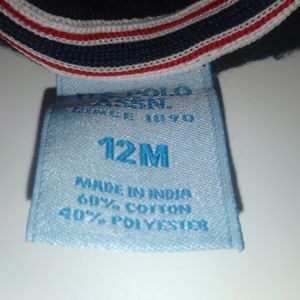 U.S. POLO
ASSN.
SINCE 1890
12M
MADE IN INDIA
60% COTTON
40% POLYESTER